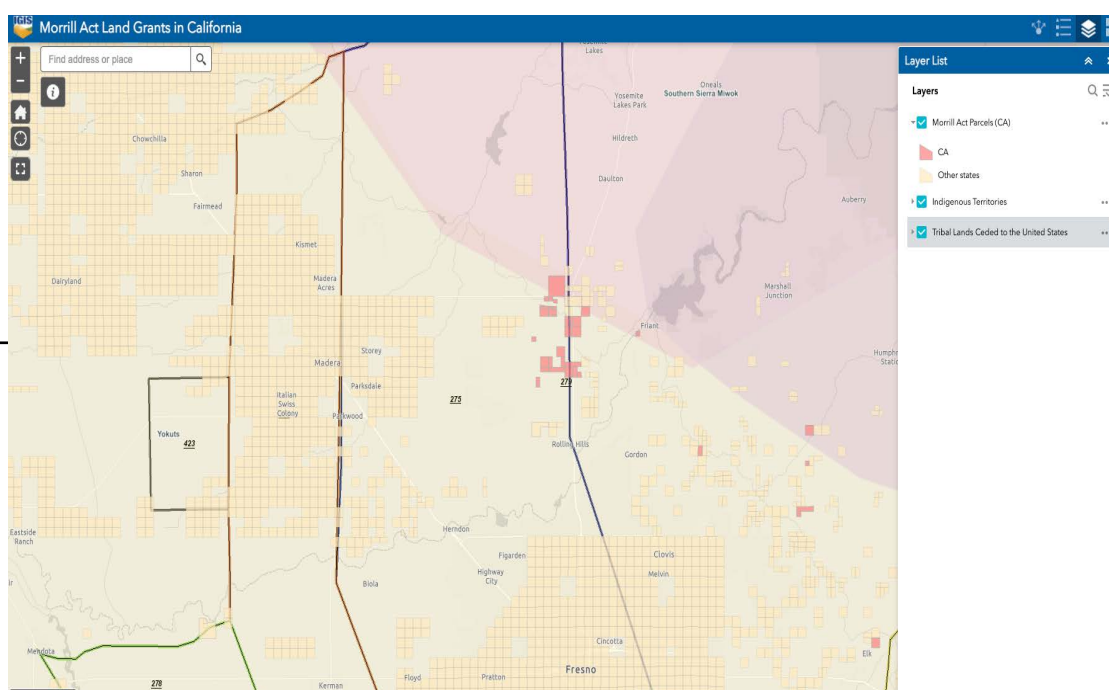 IGIS
Morrill Act Land Grants in California
Find address or place
Layer List
Layers
Morrill Act Parcels (CA)
CA
Other states
Indigenous Territories
Tribal Lands Ceded to the United States
Lakes
Oneals
Southern Sierra Miwok
Yosemite
Lakes Park
Hildreth
Chowchilla
Sharon
Daulton
Auberry
Fairmead
Kismet
Dairyland
Madera
Acres
Marshall
Junction
Friant
Storey
Madera
279
Parksdale
Italian
Swiss
Colony
275
Parkwood
Yokuts
423
Rolling Hills
Gordon
Eastside
Ranch
Herndon
Figarden
Clovis
Highway
City
Melvin
Biola
Cincotta
Mendota
Elk
Fresno
278
Kerman
Floyd
Pratton